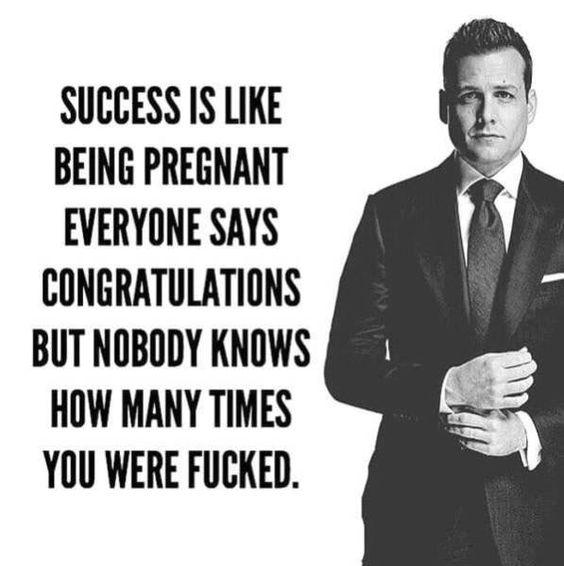 SUCCESS IS LIKE
BEING PREGNANT
EVERYONE SAYS
CONGRATULATIONS
BUT NOBODY KNOWS
HOW MANY TIMES
YOU WERE FUCKED.